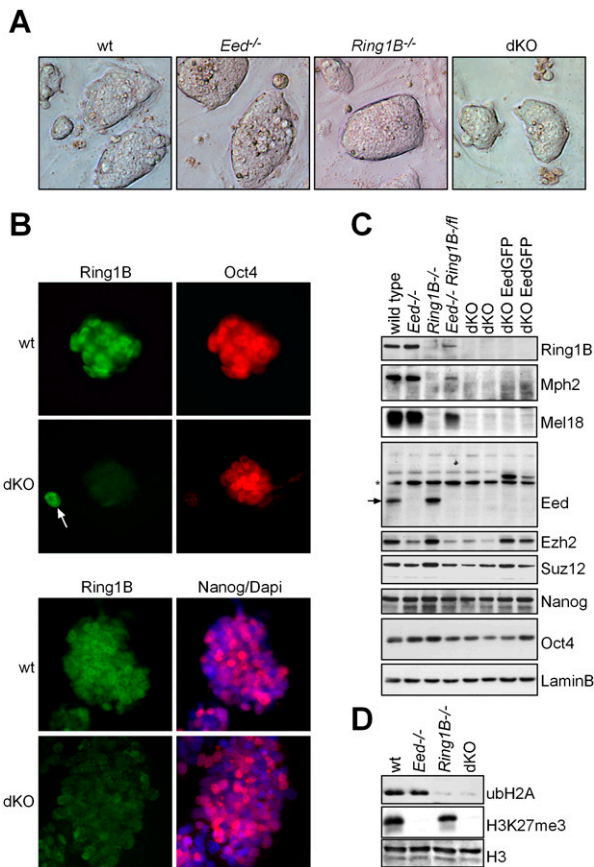 A
wt Eed-/- Ring1B-/- dKO
B
Ring1B Oct4
wt
dKO
Ring1B Nanog/Dapi
wt
dKO
C
wild type Eed-/- Ring1B-/- Eed-/- Ring1B-/fl dKO dKO dKO EedGFP dKO EedGFP
Ring1B
Mph2
Mel18
*
*
Eed
Ezh2
Suz12
Nanog
Oct4
LaminB
D
wt Eed-/- Ring1B-/- dKO
ubH2A
H3K27me3
H3